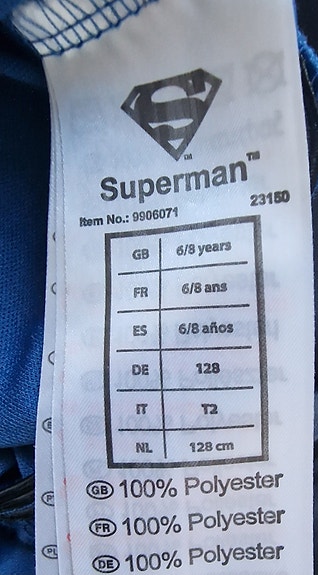 S
™
Superman™
Item No.: 9906071 23150
GB 6/8 years
FR 6/8 ans
ES 6/8 años
DE 128
IT T2
NL 128 cm
GB 100% Polyester
FR 100% Polyester
DE 100% Polyester